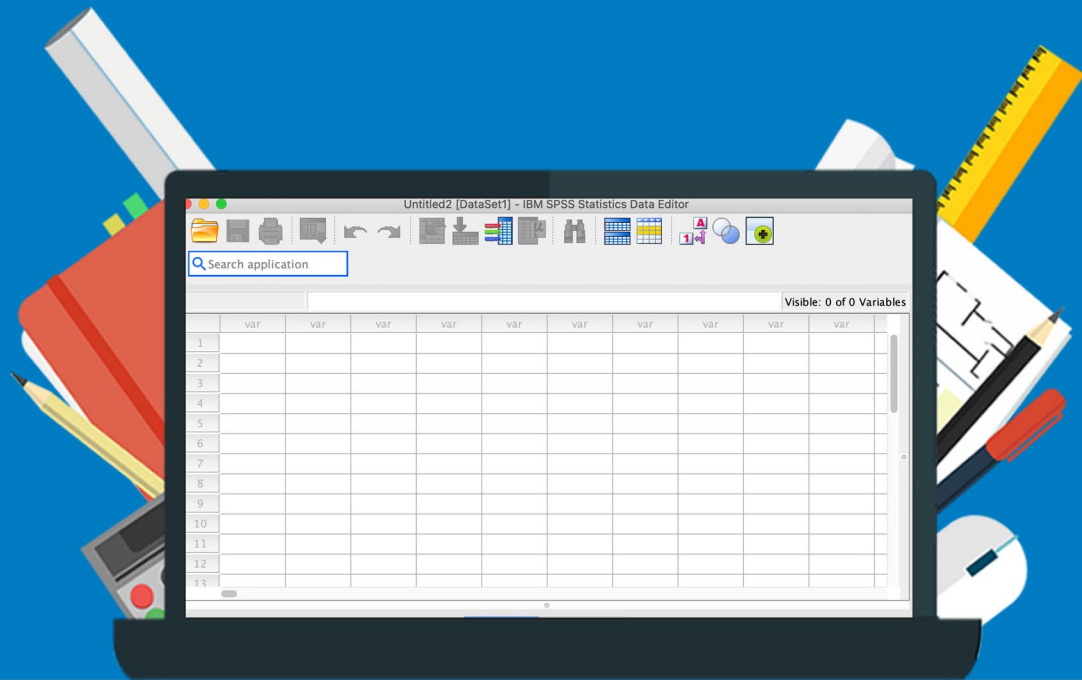 Untitled2 [DataSet1] - IBM SPSS Statistics Data Editor
A
1
μ
Search application
Visible: 0 of 0 Variables
var var var var var var var var var var
1
2
3
4
5
6
7
8
9
10
11
12
13